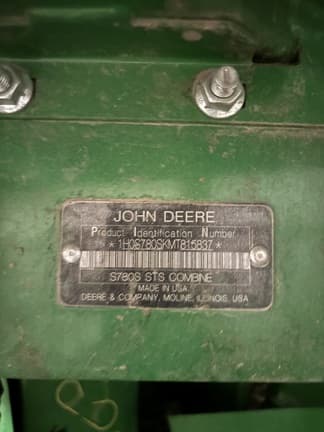 JOHN DEERE
Product Identification Number
*1H0S780SKMT815837*
S780S STS COMBINE
MADE IN USA
DEERE & COMPANY, MOLINE, ILLINOIS, USA